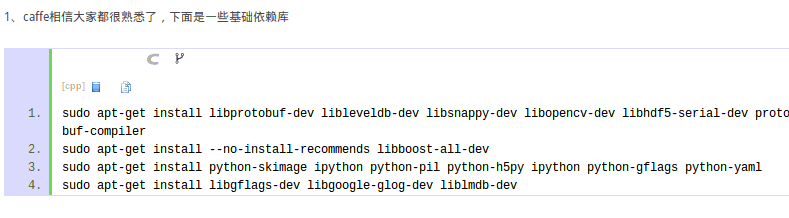 1、caffe相信大家都很熟悉了，下面是一些基础依赖库
[cpp]
1. sudo apt-get install libprotobuf-dev libleveldb-dev libsnappy-dev libopencv-dev libhdf5-serial-dev proto
buf-compiler
2. sudo apt-get install --no-install-recommends libboost-all-dev
3. sudo apt-get install python-skimage ipython python-pil python-h5py ipython python-gflags python-yaml
4. sudo apt-get install libgflags-dev libgoogle-glog-dev liblmdb-dev